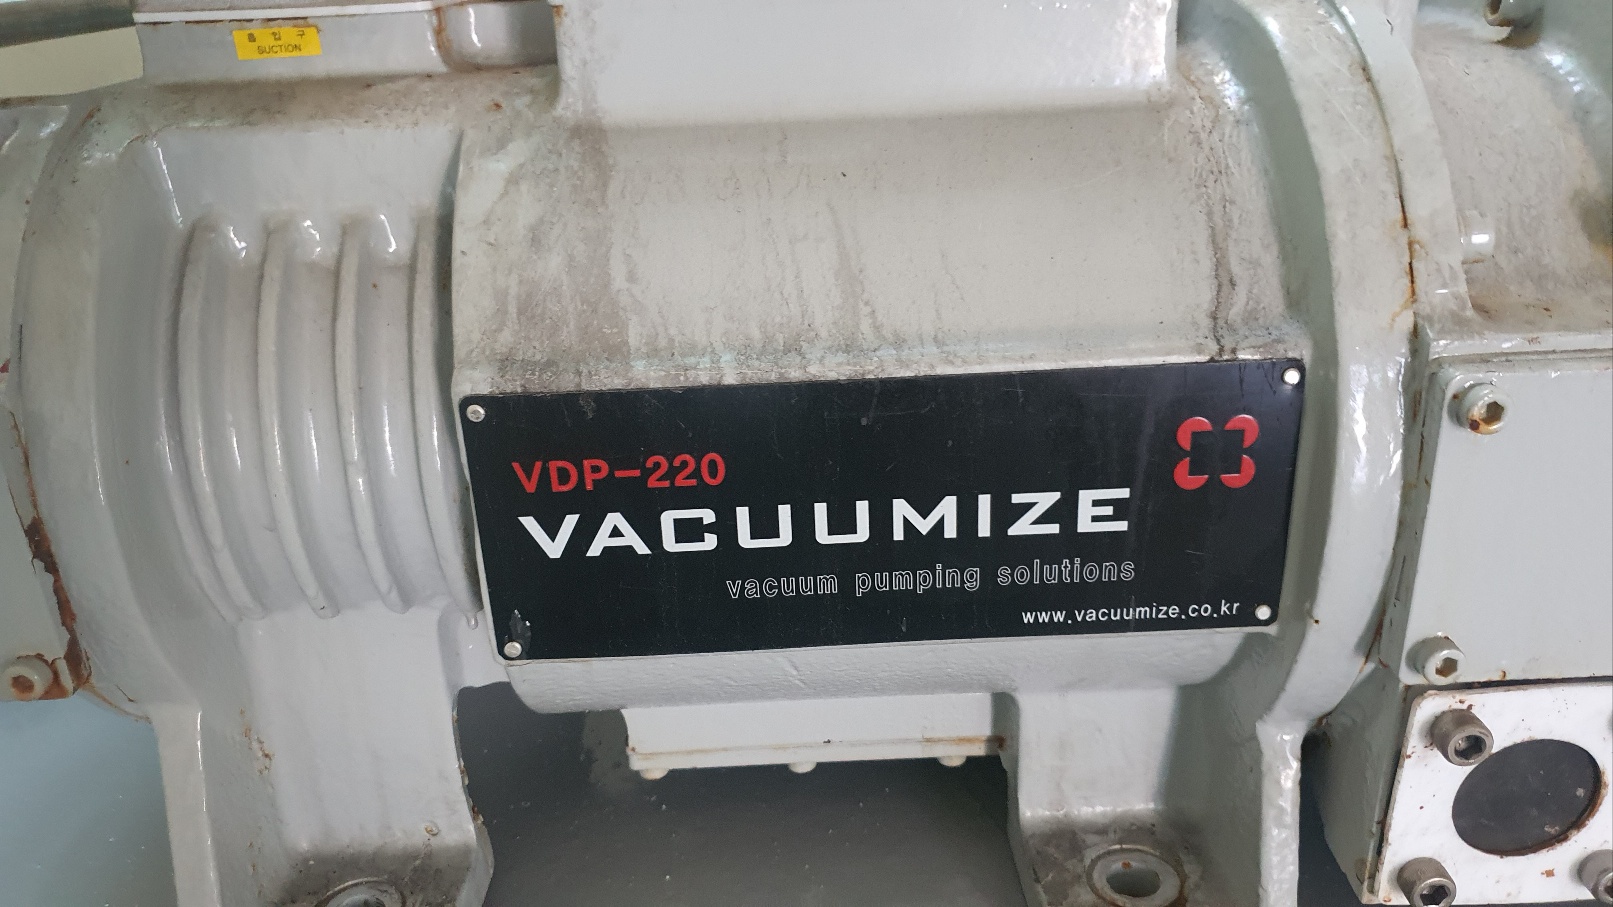 흡 입 구
SUCTION
VDP-220
VACUUMIZE
vacuum pumping solutions
www.vacuumize.co.kr